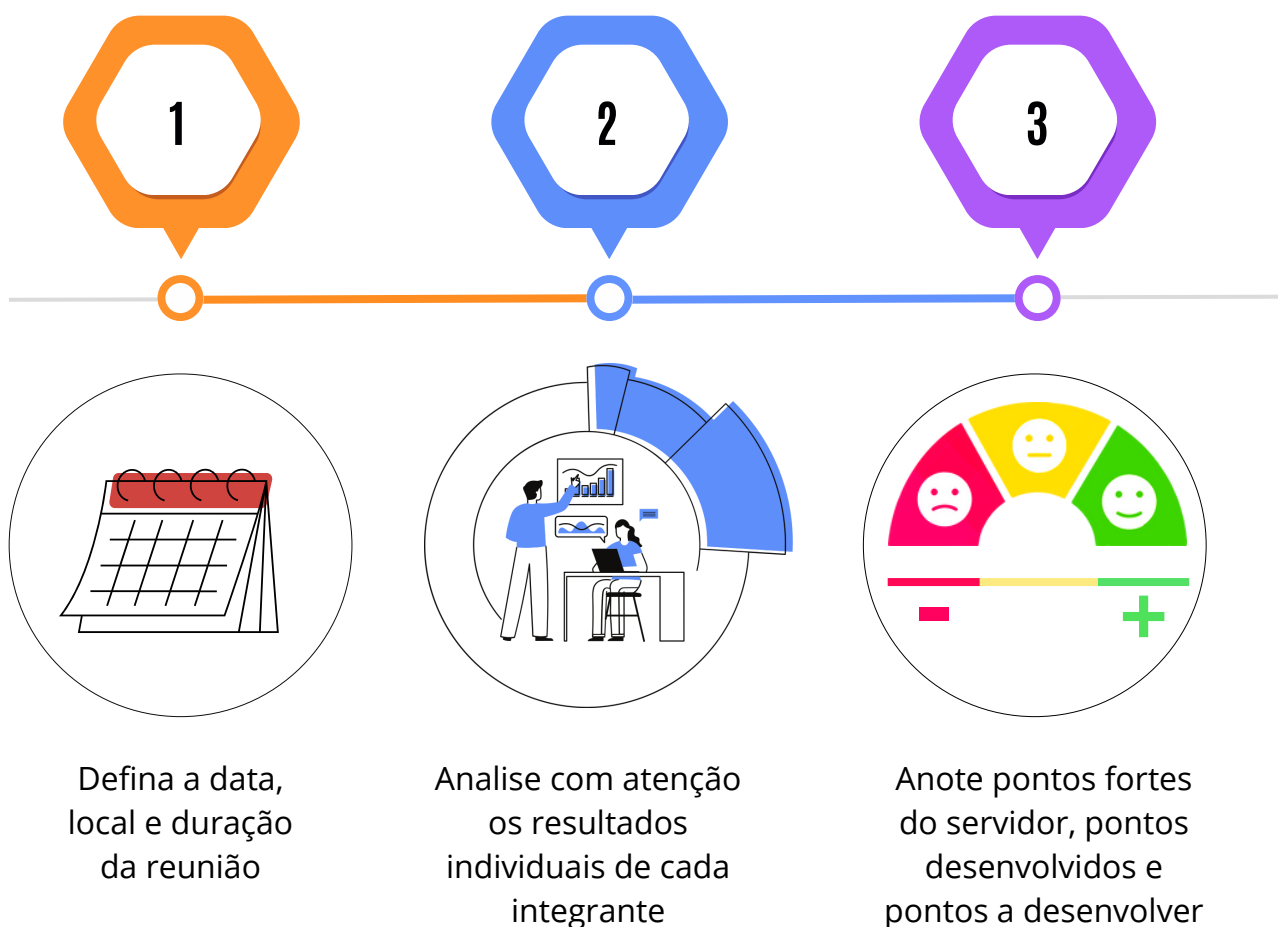 1
2
3
Defina a data,
local e duração
da reunião
Analise com atenção
os resultados
individuais de cada
integrante
Anote pontos fortes
do servidor, pontos
desenvolvidos e
pontos a desenvolver